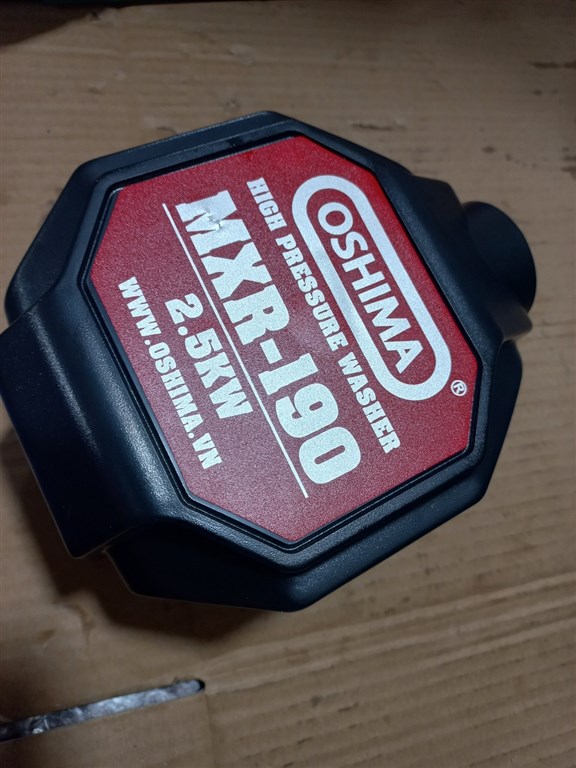 OSHIMA
®
HIGH PRESSURE WASHER
MXR-190
2.5KW
WWW.OSHIMA.VN